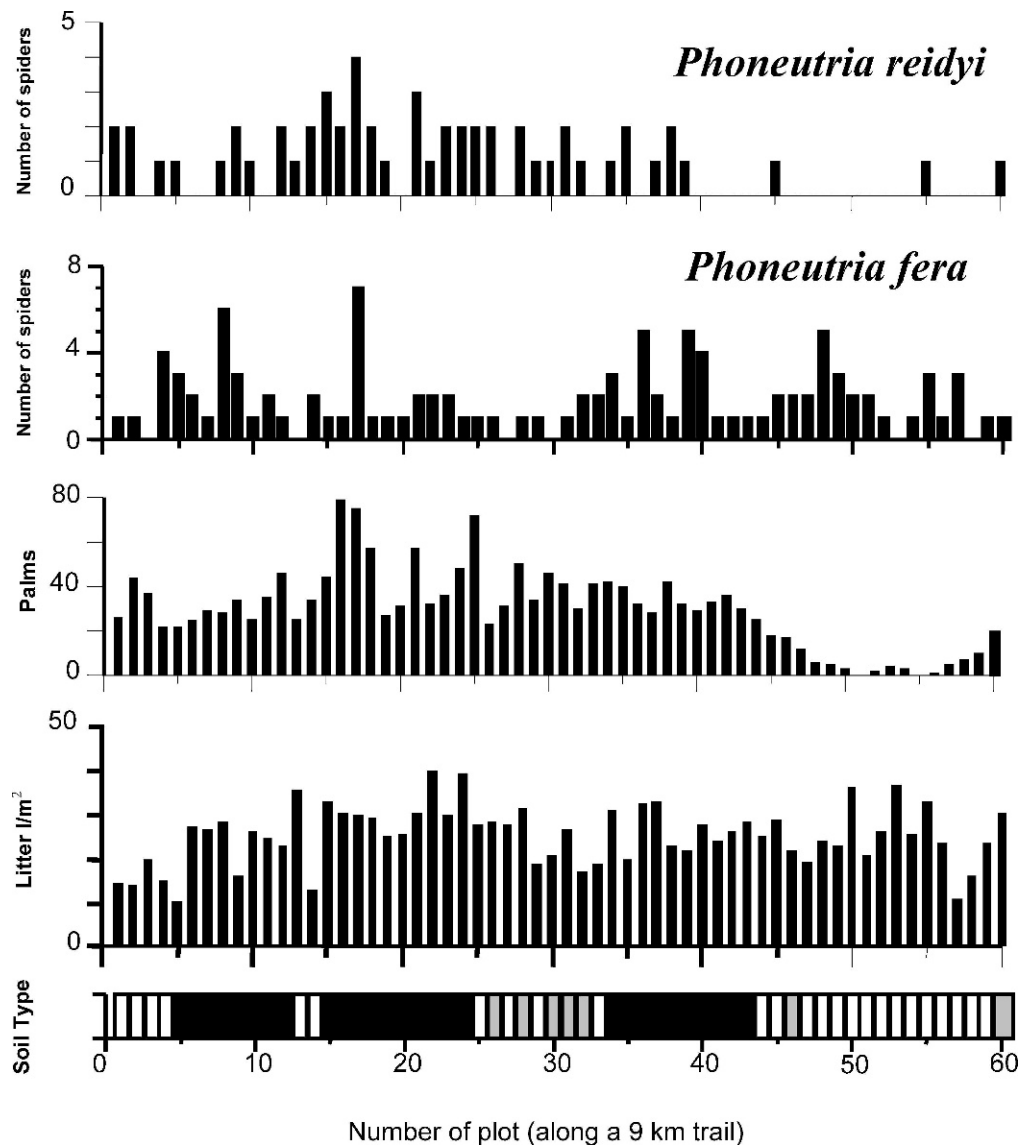 5
0
Number of spiders
Phoneutria reidyi
8
4
0
Number of spiders
Phoneutria fera
80
40
0
Palms
50
0
Litter l/m²
Soil Type
0 10 20 30 40 50 60
Number of plot (along a 9 km trail)